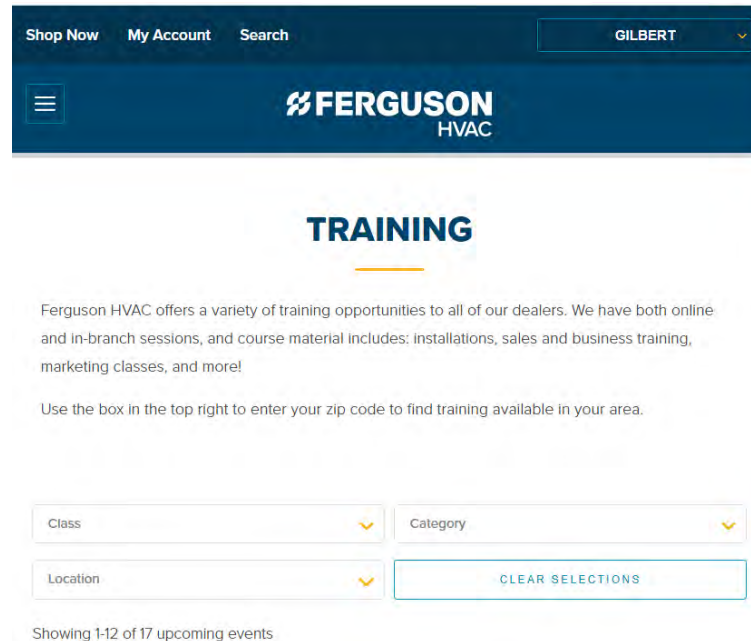 Shop Now My Account Search GILBERT
FERGUSON
HVAC
TRAINING
Ferguson HVAC offers a variety of training opportunities to all of our dealers. We have both online
and in-branch sessions, and course material includes: installations, sales and business training,
marketing classes, and more!
Use the box in the top right to enter your zip code to find training available in your area.
Class Category
Location CLEAR SELECTIONS
Showing 1-12 of 17 upcoming events